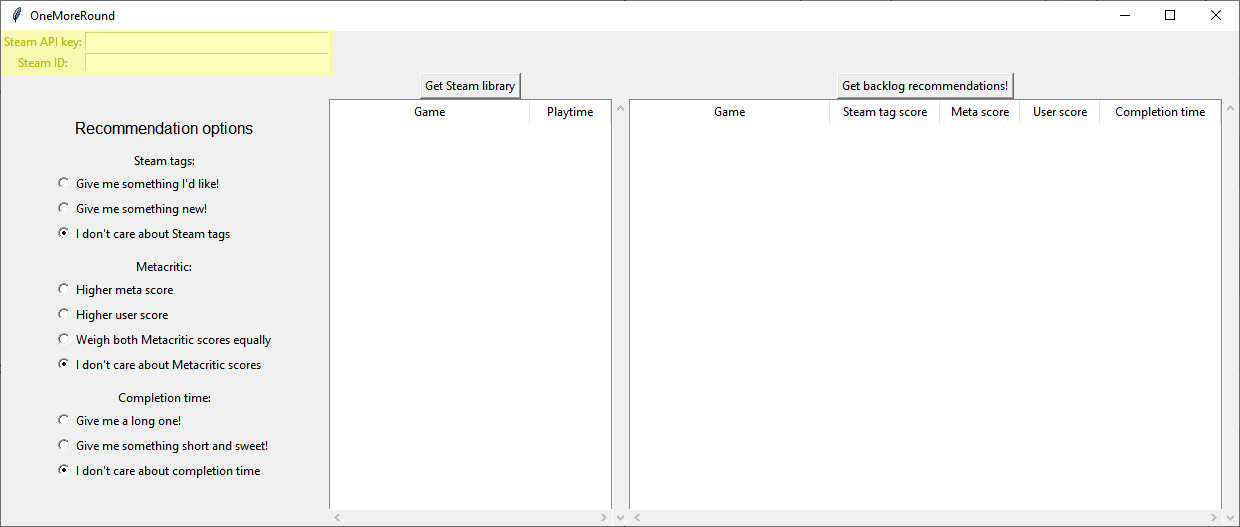 OneMoreRound
Steam API key:
Steam ID:
Get Steam library
Get backlog recommendations!
Game Playtime
Game Steam tag score Meta score User score Completion time
Recommendation options
Steam tags:
Give me something I'd like!
Give me something new!
I don't care about Steam tags
Metacritic:
Higher meta score
Higher user score
Weigh both Metacritic scores equally
I don't care about Metacritic scores
Completion time:
Give me a long one!
Give me something short and sweet!
I don't care about completion time